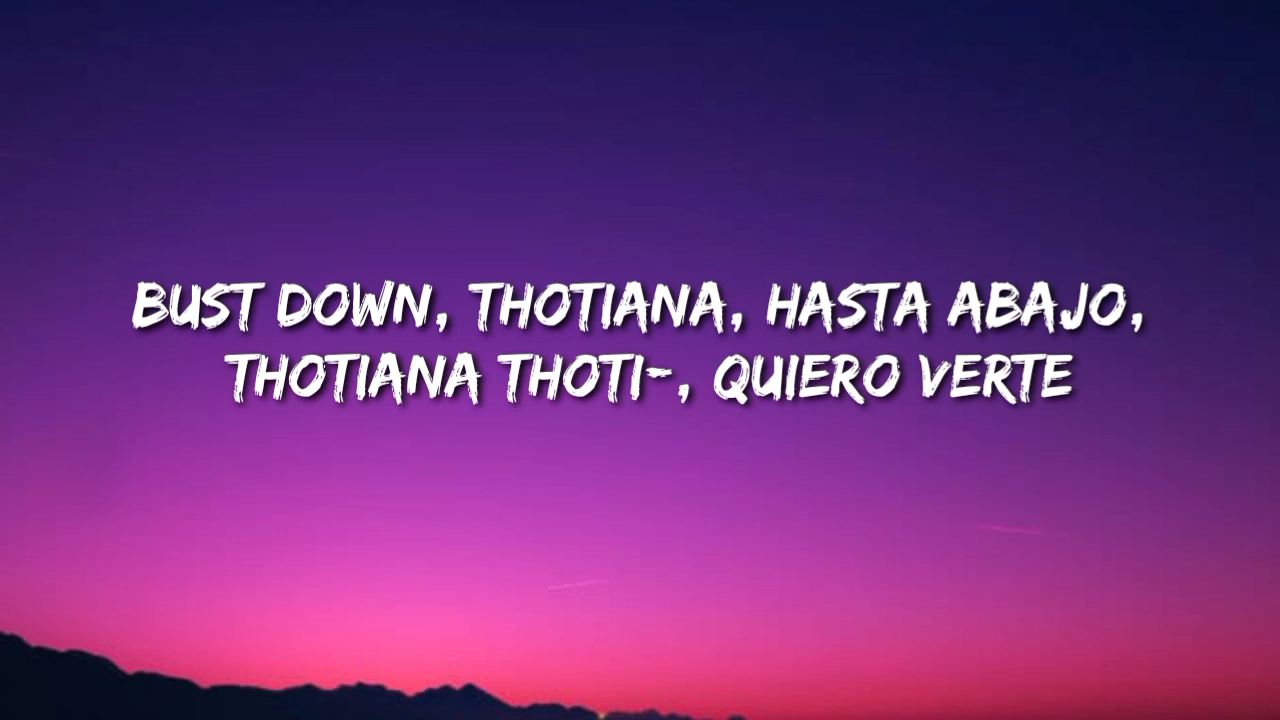 BUST DOWN, THOTIANA, HASTA ABAJO,
THOTIANA THOTI-, QUIERO VERTE